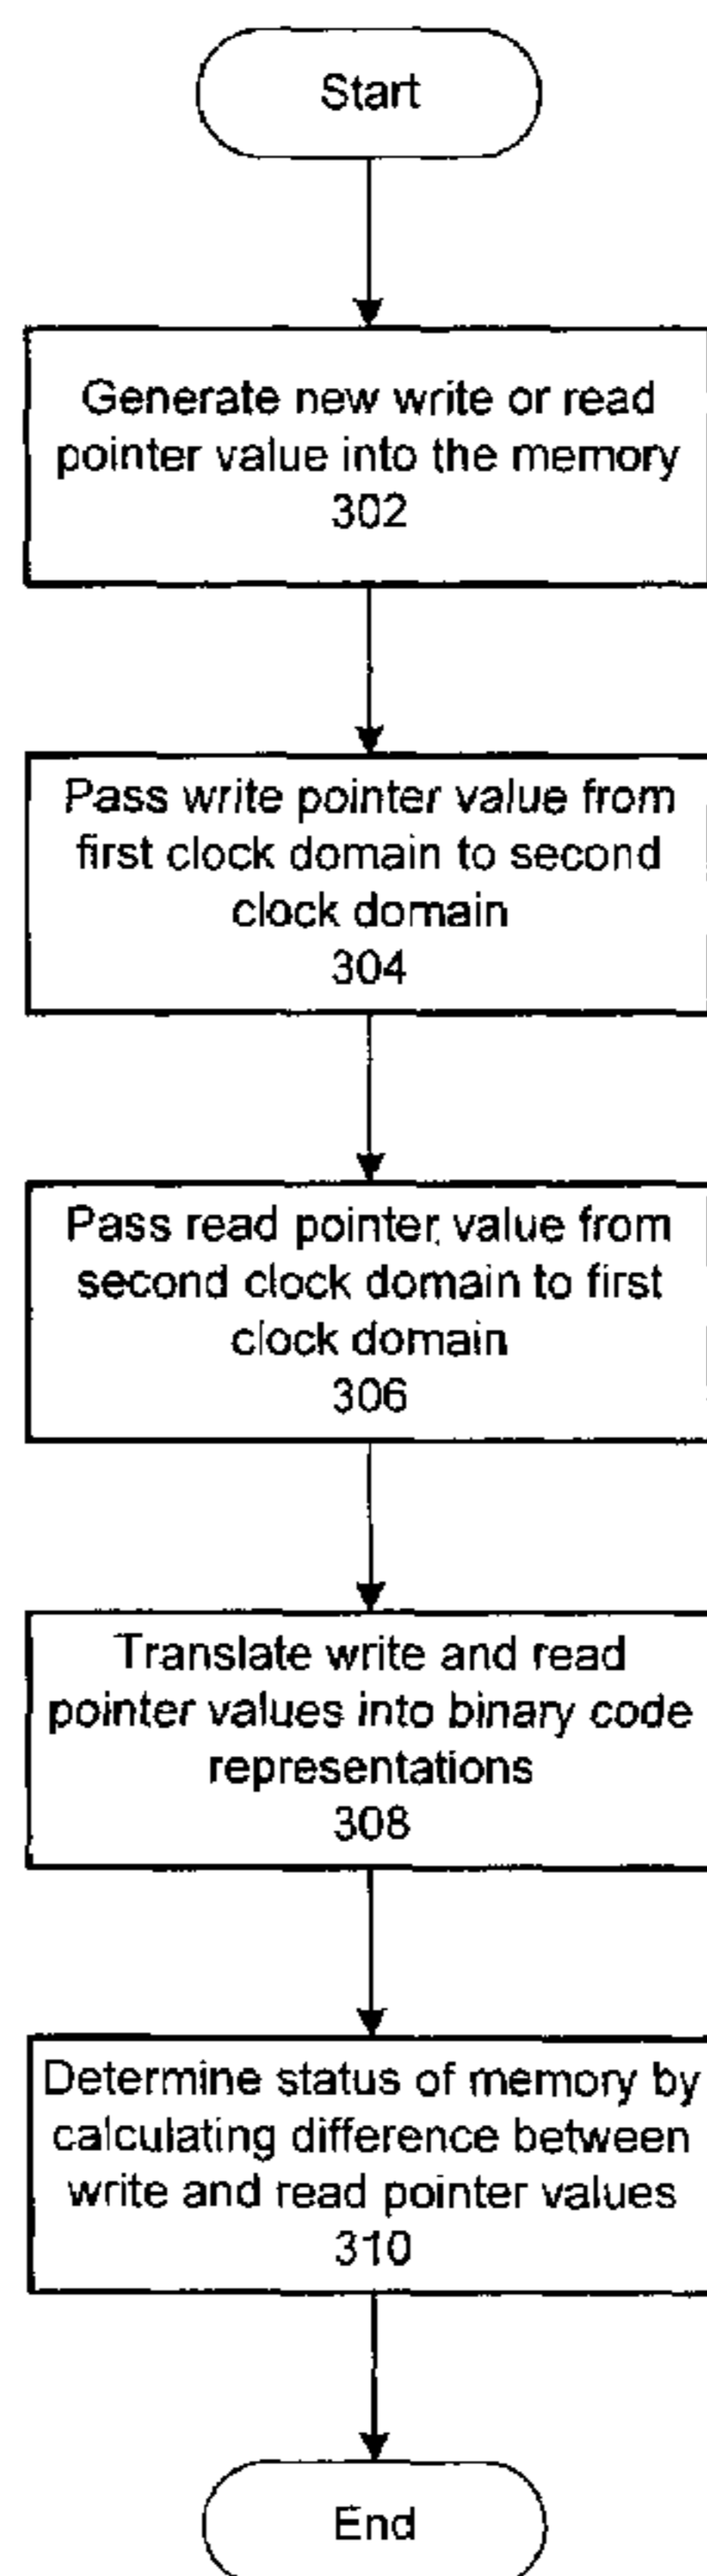 Start
Generate new write or read
pointer value into the memory
302
Pass write pointer value from
first clock domain to second
clock domain
304
Pass read pointer value from
second clock domain to first
clock domain
306
Translate write and read
pointer values into binary code
representations
308
Determine status of memory by
calculating difference between
write and read pointer values
310
End